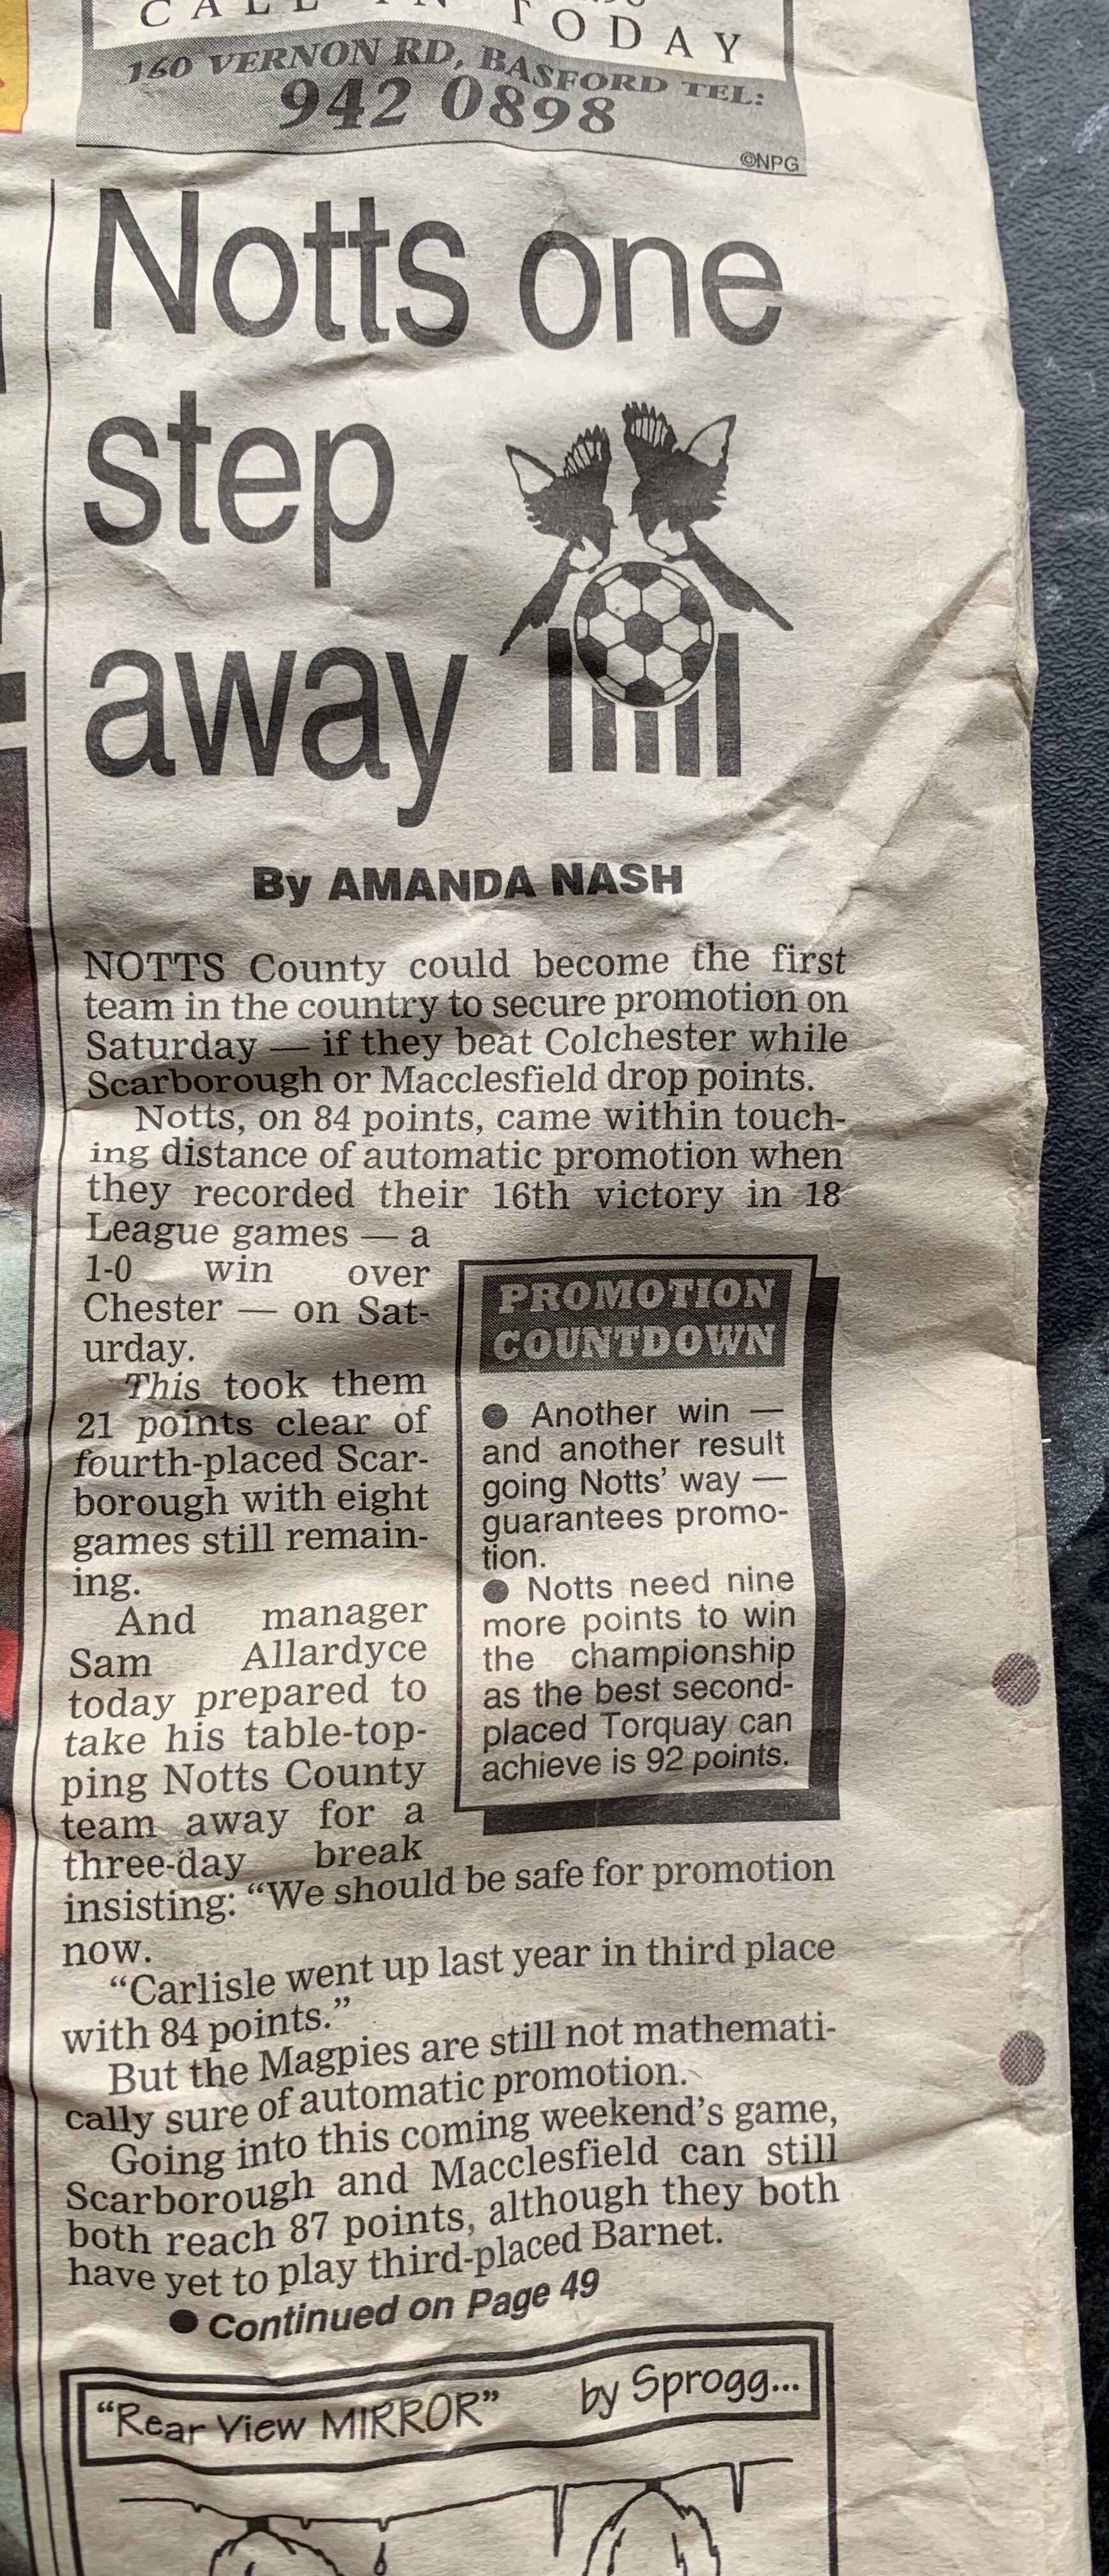 CALL IN TODAY
160 VERNON RD, BASFORD TEL:
942 0898
©NPG
Notts one
step
away
By AMANDA NASH
NOTTS County could become the first
team in the country to secure promotion on
Saturday — if they beat Colchester while
Scarborough or Macclesfield drop points.
Notts, on 84 points, came within touch-
ing distance of automatic promotion when
they recorded their 16th victory in 18
League games — a
1-0 win over
Chester — on Sat-
urday.
This took them
21 points clear of
fourth-placed Scar-
borough with eight
games still remain-
ing.
And manager
Sam Allardyce
today prepared to
take his table-top-
ping Notts County
team away for a
three-day break
insisting: “We should be safe for promotion
now.
“Carlisle went up last year in third place
with 84 points.”
But the Magpies are still not mathemati-
cally sure of automatic promotion.
Going into this coming weekend's game,
Scarborough and Macclesfield can still
both reach 87 points, although they both
have yet to play third-placed Barnet.
● Continued on Page 49
PROMOTION
COUNTDOWN
● Another win —
and another result
going Notts' way —
guarantees promo-
tion.
● Notts need nine
more points to win
the championship
as the best second-
placed Torquay can
achieve is 92 points.
“Rear View MIRROR” by Sprogg...